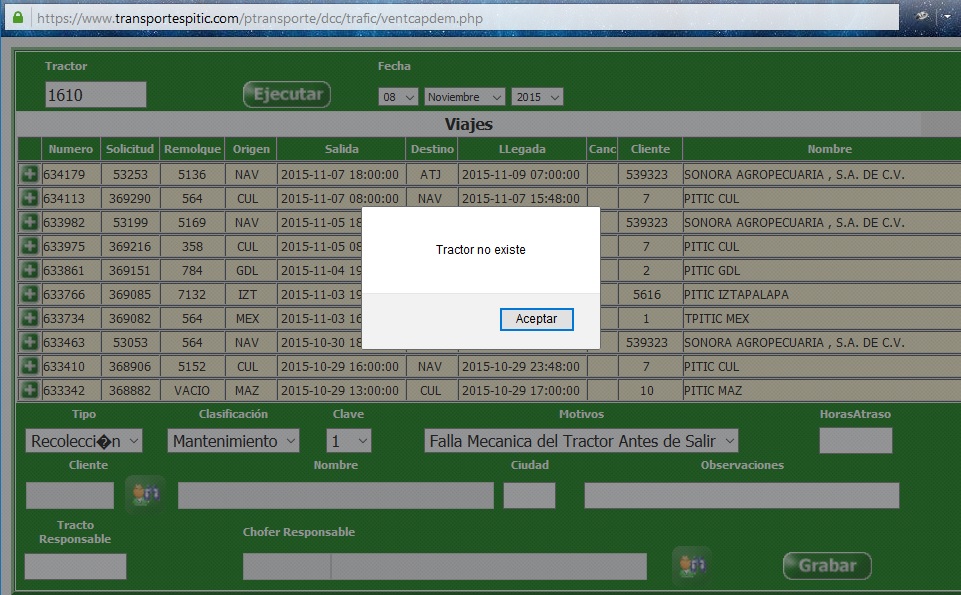 https://www.transportespitic.com/ptransporte/dcc/trafic/ventcapdem.php
Tractor Fecha
1610 Ejecutar 08 Noviembre 2015
Viajes
Numero Solicitud Remolque Origen Salida Destino LLegada Canc Cliente Nombre
634179 53253 5136 NAV 2015-11-07 18:00:00 ATJ 2015-11-09 07:00:00 539323 SONORA AGROPECUARIA , S.A. DE C.V.
634113 369290 564 CUL 2015-11-07 08:00:00 NAV 2015-11-07 15:48:00 7 PITIC CUL
633982 53199 5169 NAV 2015-11-05 18 539323 SONORA AGROPECUARIA , S.A. DE C.V.
633975 369216 358 CUL 2015-11-05 08 7 PITIC CUL
633861 369151 784 GDL 2015-11-04 19 2 PITIC GDL
633766 369085 7132 IZT 2015-11-03 19 5616 PITIC IZTAPALAPA
633734 369082 564 MEX 2015-11-03 16 1 TPITIC MEX
633463 53053 564 NAV 2015-10-30 18 539323 SONORA AGROPECUARIA , S.A. DE C.V.
633410 368906 5152 CUL 2015-10-29 16:00:00 NAV 2015-10-29 23:48:00 7 PITIC CUL
633342 368882 VACIO MAZ 2015-10-29 13:00:00 CUL 2015-10-29 17:00:00 10 PITIC MAZ
Tractor no existe
Aceptar
Tipo Clasificación Clave Motivos HorasAtraso
Recolecci�n Mantenimiento 1 Falla Mecanica del Tractor Antes de Salir
Cliente Nombre Ciudad Observaciones
Tracto
Responsable
Chofer Responsable
Grabar